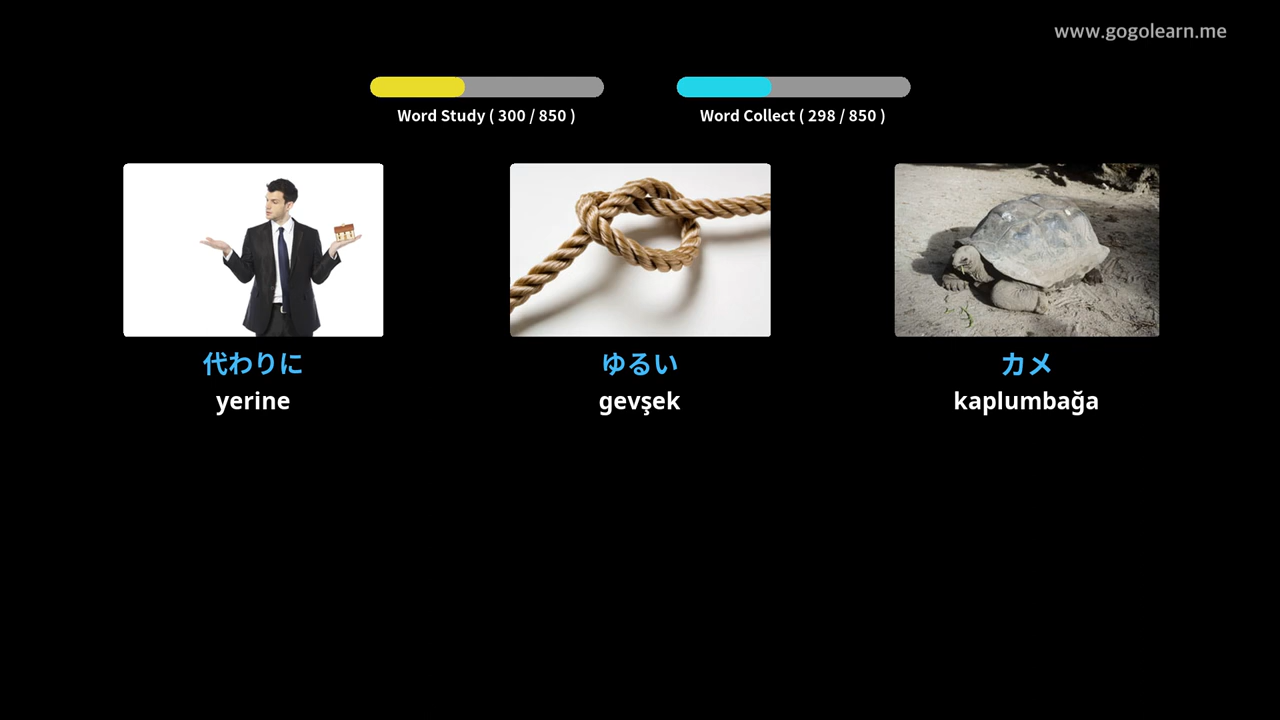 www.gogolearn.me
Word Study ( 300 / 850 )
Word Collect ( 298 / 850 )
代わりに
yerine
ゆるい
gevşek
カメ
kaplumbağa